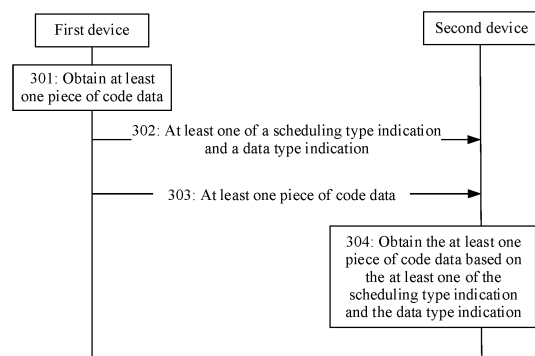 First device
Second device
301: Obtain at least
one piece of code data
302: At least one of a scheduling type indication
and a data type indication
303: At least one piece of code data
304: Obtain the at least one
piece of code data based on
the at least one of the
scheduling type indication
and the data type indication